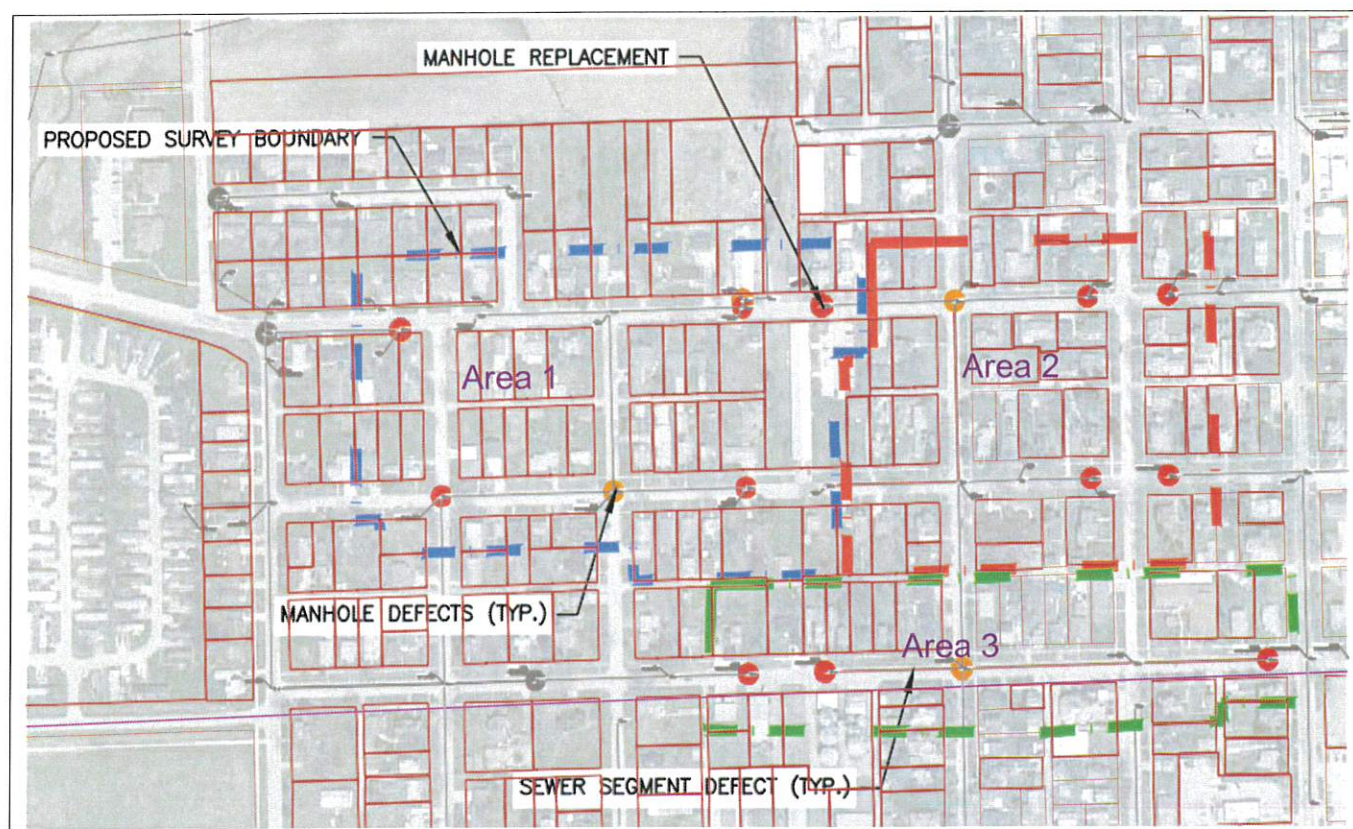 MANHOLE REPLACEMENT
PROPOSED SURVEY BOUNDARY
Area 1
Area 2
MANHOLE DEFECTS (TYP.)
Area 3
SEWER SEGMENT DEFECT (TYP.)